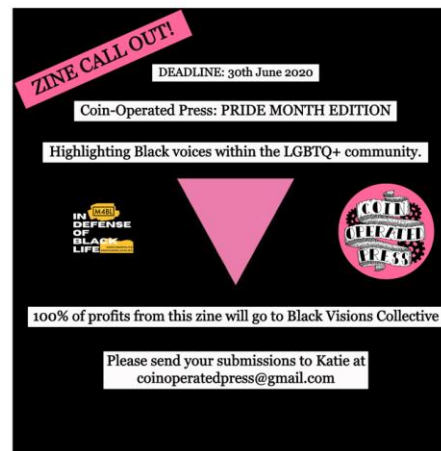 ZINE CALL OUT!
DEADLINE: 30th June 2020
Coin-Operated Press: PRIDE MONTH EDITION
Highlighting Black voices within the LGBTQ+ community.
M4BL
IN
DEFENSE
OF
BLACK
LIFE
COIN
OPERATED
PRESS
100% of profits from this zine will go to Black Visions Collective
Please send your submissions to Katie at
coinoperatedpress@gmail.com